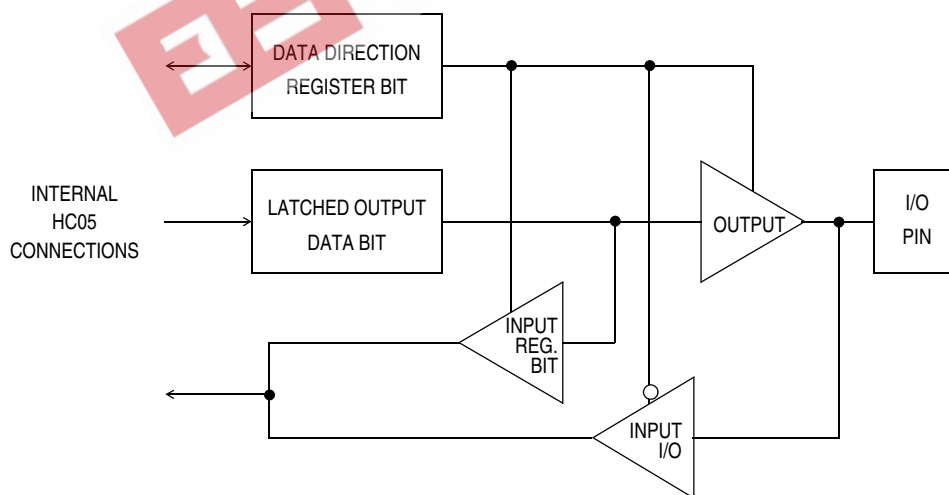 DATA DIRECTION
REGISTER BIT
INTERNAL
HC05
CONNECTIONS
LATCHED OUTPUT
DATA BIT
OUTPUT
I/O
PIN
INPUT
REG.
BIT
INPUT
I/O